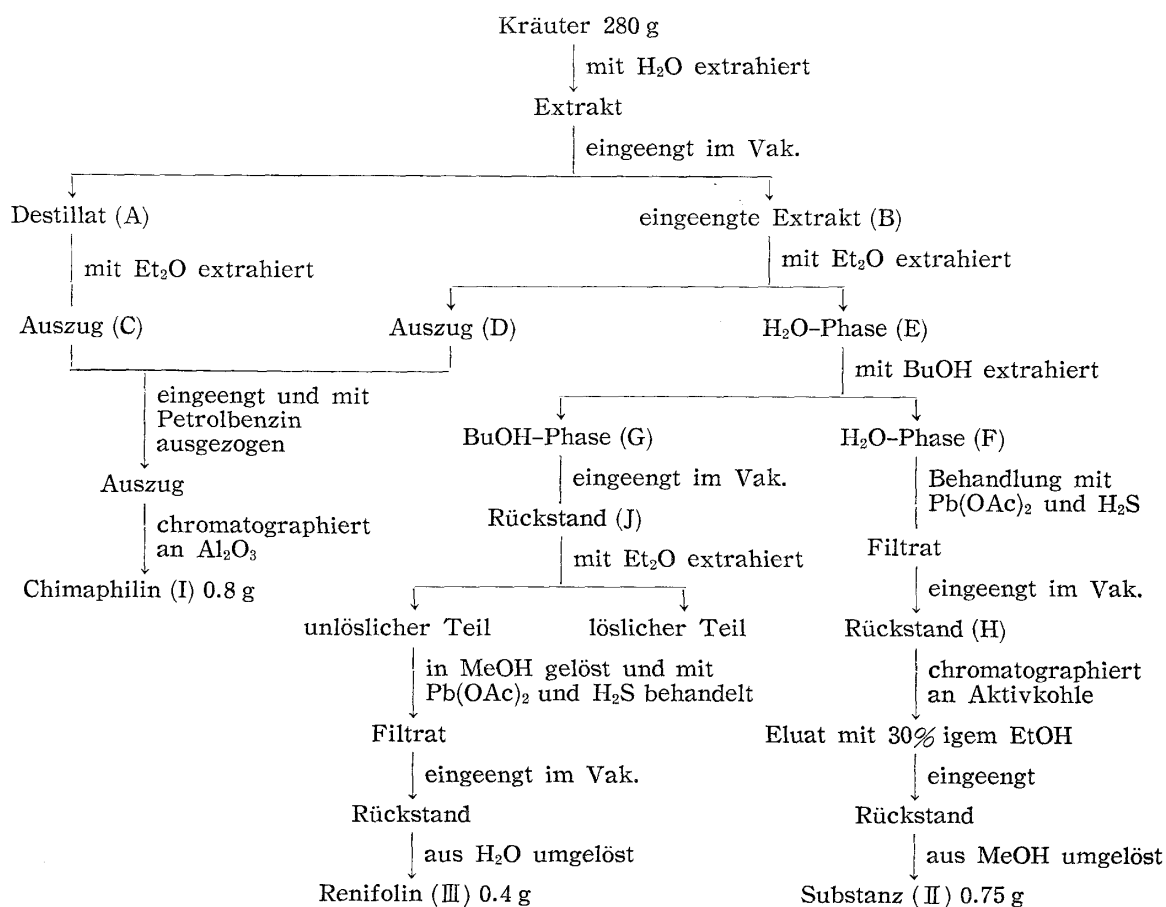 Kräuter 280 g
mit H₂O extrahiert
Extrakt
eingeengt im Vak.
Destillat (A)
eingeengte Extrakt (B)
mit Et₂O extrahiert
mit Et₂O extrahiert
Auszug (C)
Auszug (D)
H₂O-Phase (E)
mit BuOH extrahiert
eingeengt und mit
Petrolbenzin
ausgezogen
BuOH-Phase (G)
H₂O-Phase (F)
eingeengt im Vak.
Behandlung mit
Pb(OAc)₂ und H₂S
Auszug
Rückstand (J)
chromatographiert
an Al₂O₃
mit Et₂O extrahiert
Filtrat
Chimaphilin (I) 0.8 g
eingeengt im Vak.
unlöslicher Teil
löslicher Teil
Rückstand (H)
in MeOH gelöst und mit
Pb(OAc)₂ und H₂S behandelt
chromatographiert
an Aktivkohle
Filtrat
Eluat mit 30% igem EtOH
eingeengt im Vak.
eingeengt
Rückstand
Rückstand
aus H₂O umgelöst
aus MeOH umgelöst
Renifolin (III) 0.4 g
Substanz (II) 0.75 g